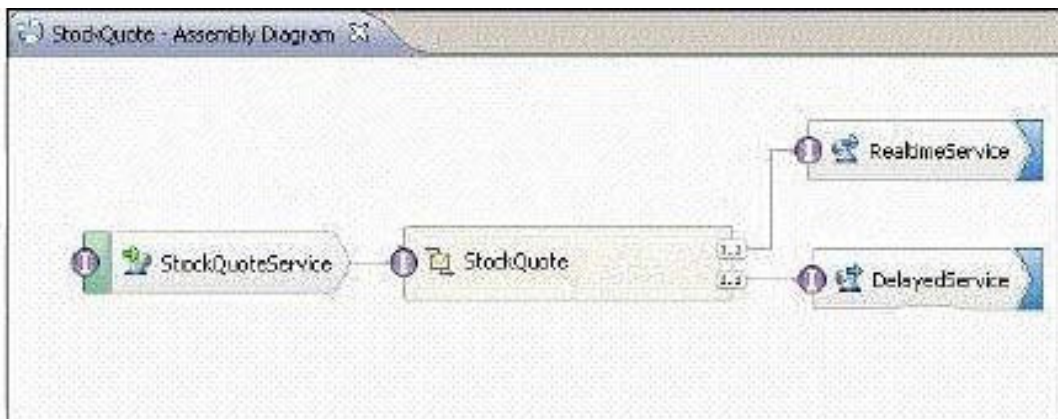 StockQuote - Assembly Diagram
RealtimeService
StockQuoteService
StockQuote
1..1
1..1
DelayedService